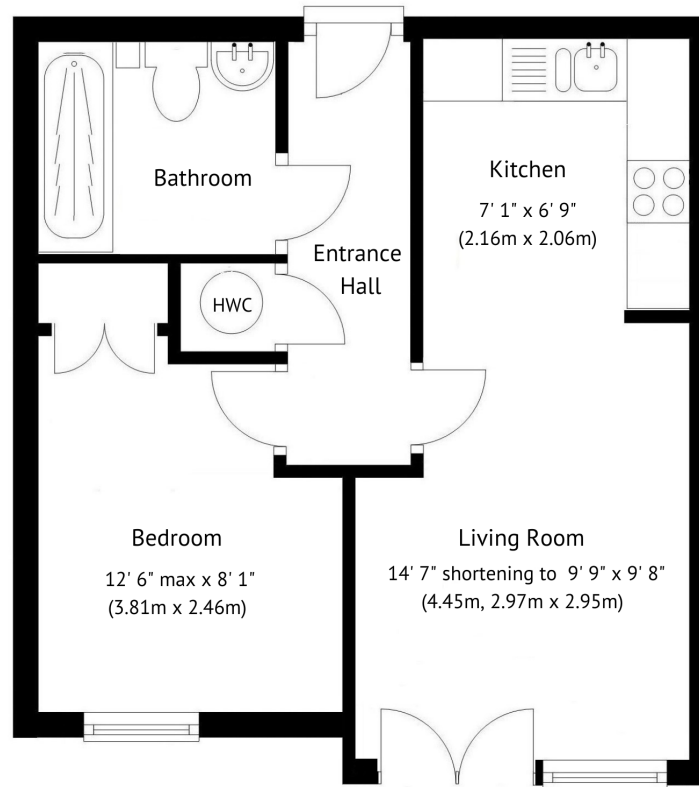 Bathroom
Kitchen
7' 1" x 6' 9"
(2.16m x 2.06m)
Entrance
Hall
HWC
Bedroom
12' 6" max x 8' 1"
(3.81m x 2.46m)
Living Room
14' 7" shortening to 9' 9" x 9' 8"
(4.45m, 2.97m x 2.95m)